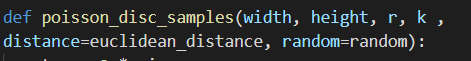 def poisson_disc_samples(width, height, r, k ,
distance=euclidean_distance, random=random):